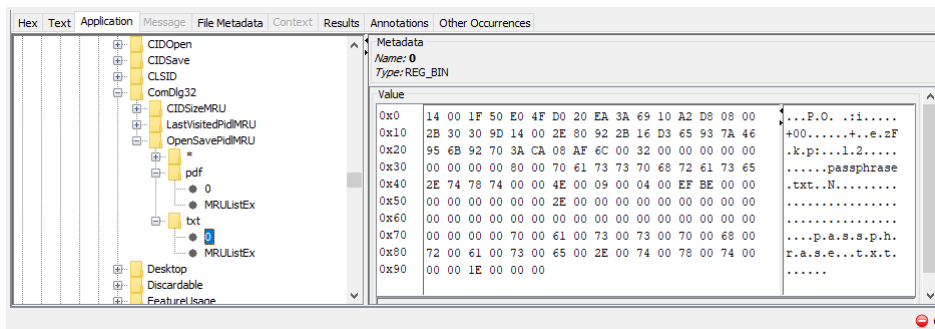 Hex Text Application Message File Metadata Context Results Annotations Other Occurrences
CIDOpen
CIDSave
CLSID
ComDlg32
CIDSizeMRU
LastVisitedPidlMRU
OpenSavePidlMRU
*
pdf
0
MRUListEx
txt
0
MRUListEx
Desktop
Discardable
FeatureUsage
Metadata
Name: 0
Type: REG_BIN
Value
0x0 14 00 1F 50 E0 4F D0 20 EA 3A 69 10 A2 D8 08 00 ...P.O. .:i.....
0x10 2B 30 30 9D 14 00 2E 80 92 2B 16 D3 65 93 7A 46 +00......+..e.zF
0x20 95 6B 92 70 3A CA 08 AF 6C 00 32 00 00 00 00 00 .k.p:...l.2.....
0x30 00 00 00 00 80 00 70 61 73 73 70 68 72 61 73 65 ......passphrase
0x40 2E 74 78 74 00 00 4E 00 09 00 04 00 EF BE 00 00 .txt..N.........
0x50 00 00 00 00 00 00 2E 00 00 00 00 00 00 00 00 00 ................
0x60 00 00 00 00 00 00 00 00 00 00 00 00 00 00 00 00 ................
0x70 00 00 00 00 70 00 61 00 73 00 73 00 70 00 68 00 ....p.a.s.s.p.h.
0x80 72 00 61 00 73 00 65 00 2E 00 74 00 78 00 74 00 r.a.s.e...t.x.t.
0x90 00 00 1E 00 00 00 ......